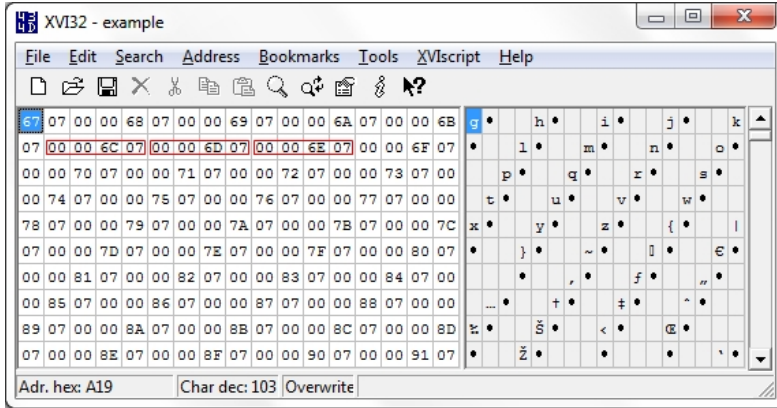 XVI32 - example
File Edit Search Address Bookmarks Tools XVIscript Help
67 07 00 00 68 07 00 00 69 07 00 00 6A 07 00 00 6B g • h • i • j • k
07 00 00 6C 07 00 00 6D 07 00 00 6E 07 00 00 6F 07 • l • m • n • o •
00 00 70 07 00 00 71 07 00 00 72 07 00 00 73 07 00 p • q • r • s •
00 74 07 00 00 75 07 00 00 76 07 00 00 77 07 00 00 t • u • v • w •
78 07 00 00 79 07 00 00 7A 07 00 00 7B 07 00 00 7C x • y • z • { • |
07 00 00 7D 07 00 00 7E 07 00 00 7F 07 00 00 80 07 • } • ~ • • € •
00 00 81 07 00 00 82 07 00 00 83 07 00 00 84 07 00 • ‚ • ƒ • „ •
00 85 07 00 00 86 07 00 00 87 07 00 00 88 07 00 00 … • † • ‡ • ˆ •
89 07 00 00 8A 07 00 00 8B 07 00 00 8C 07 00 00 8D ‰ • Š • ‹ • Œ •
07 00 00 8E 07 00 00 8F 07 00 00 90 07 00 00 91 07 • Ž • • • ‘ •
Adr. hex: A19 Char dec: 103 Overwrite